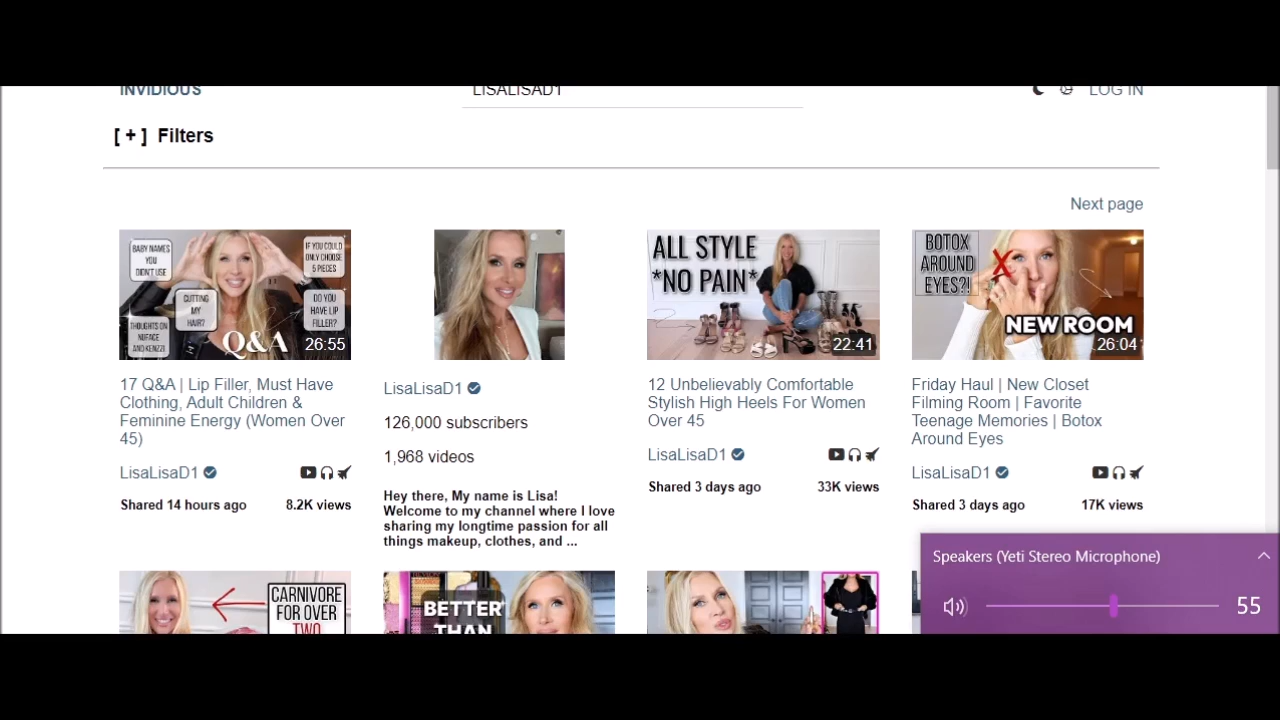 INVIDIOUS
LISALISAD1
LOG IN
[ + ] Filters
Next page
BABY NAMES
YOU
DIDN'T USE
IF YOU COULD
ONLY CHOOSE
5 PIECES
CUTTING
MY
HAIR?
DO YOU
HAVE LIP
FILLER?
THOUGHTS ON
NUFACE
AND KENZZI
Q&A
26:55
ALL STYLE
*NO PAIN*
22:41
BOTOX
AROUND
EYES?!
NEW ROOM
26:04
17 Q&A | Lip Filler, Must Have
Clothing, Adult Children &
Feminine Energy (Women Over
45)
LisaLisaD1
Shared 14 hours ago 8.2K views
LisaLisaD1
126,000 subscribers
1,968 videos
Hey there, My name is Lisa!
Welcome to my channel where I love
sharing my longtime passion for all
things makeup, clothes, and ...
12 Unbelievably Comfortable
Stylish High Heels For Women
Over 45
LisaLisaD1
Shared 3 days ago 33K views
Friday Haul | New Closet
Filming Room | Favorite
Teenage Memories | Botox
Around Eyes
LisaLisaD1
Shared 3 days ago 17K views
CARNIVORE
FOR OVER
TWO
BETTER
THAN
Speakers (Yeti Stereo Microphone)
55